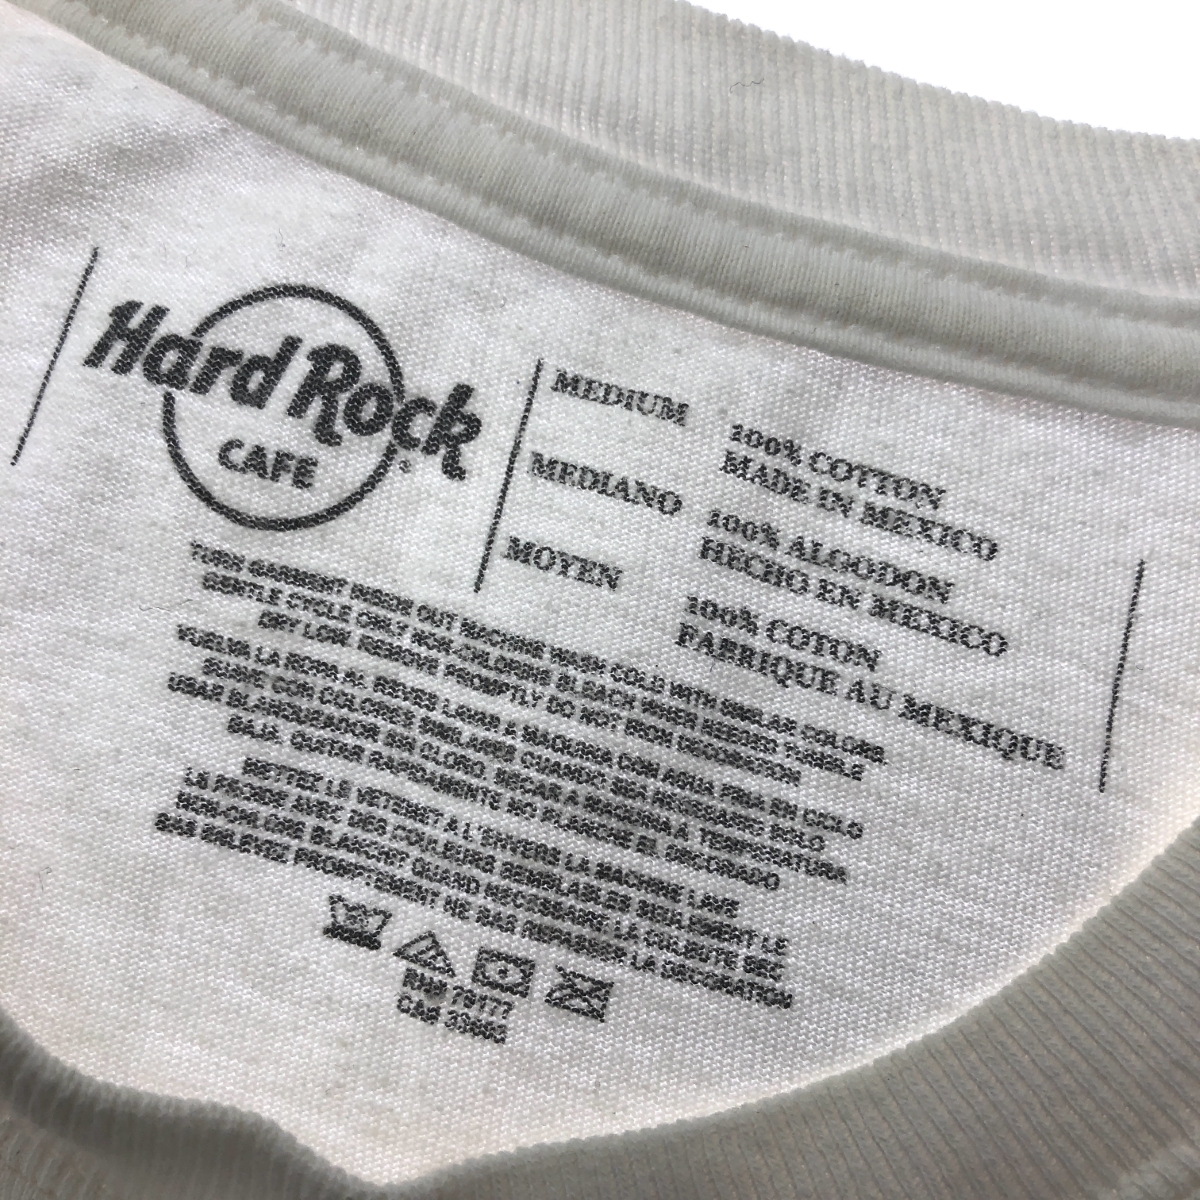 Hard Rock
CAFE
®
MEDIUM
MEDIANO
MOYEN
100% COTTON
MADE IN MEXICO
100% ALGODON
HECHO EN MEXICO
100% COTON
FABRIQUE AU MEXIQUE
TURN GARMENT INSIDE OUT MACHINE WASH COLD WITH SIMILAR COLORS
GENTLE CYCLE ONLY NON-CHLORINE BLEACH WHEN NEEDED TUMBLE
DRY LOW. REMOVE PROMPTLY DO NOT IRON DECORATION
VUELVA LA ROPA AL REVES LAVAR A MAQUINA CON AGUA FRIA EN CICLO
SUAVE CON COLORES SIMILARES CUANDO SEA NECESARIO SOLO
USAR BLANQUEADOR SIN CLORO. SECAR A MAQUINA A TEMPERATURA
BAJA. QUITAR RAPIDAMENTE NO PLANCHE EL DECORADO
METTEZ LE VETEMENT A L'ENVERS LA MACHINE LAVE
LE FROIDE AVEC DES COULEURS SEMBLABLES SEULEMENT LE
QUAND NECESSAIRE LA CULBUTE SEC
BAS ENLEVEZ PROMPTEMENT NE PAS REPASSER LA DECORATION
RN#
CA#